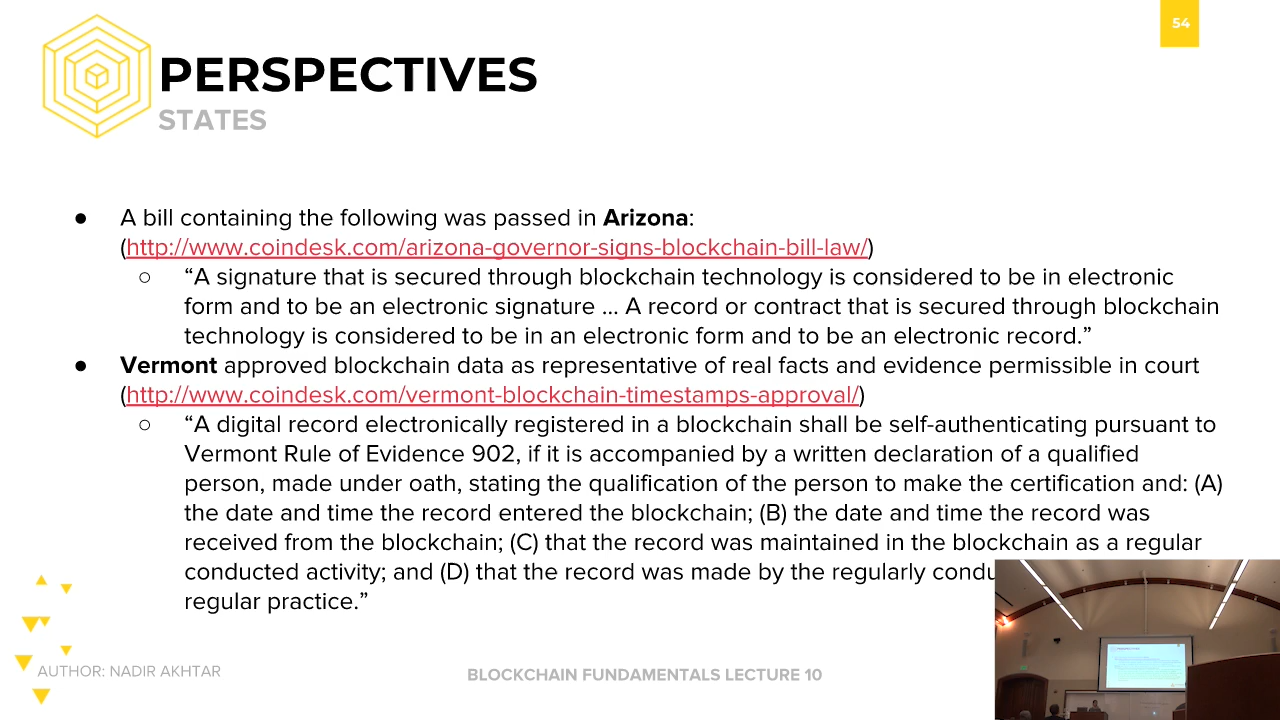 54
PERSPECTIVES
STATES
● A bill containing the following was passed in Arizona:
(http://www.coindesk.com/arizona-governor-signs-blockchain-bill-law/)
○ “A signature that is secured through blockchain technology is considered to be in electronic
form and to be an electronic signature ... A record or contract that is secured through blockchain
technology is considered to be in an electronic form and to be an electronic record.”
● Vermont approved blockchain data as representative of real facts and evidence permissible in court
(http://www.coindesk.com/vermont-blockchain-timestamps-approval/)
○ “A digital record electronically registered in a blockchain shall be self-authenticating pursuant to
Vermont Rule of Evidence 902, if it is accompanied by a written declaration of a qualified
person, made under oath, stating the qualification of the person to make the certification and: (A)
the date and time the record entered the blockchain; (B) the date and time the record was
received from the blockchain; (C) that the record was maintained in the blockchain as a regular
conducted activity; and (D) that the record was made by the regularly
regular practice.”
AUTHOR: NADIR AKHTAR
BLOCKCHAIN FUNDAMENTALS LECTURE 10